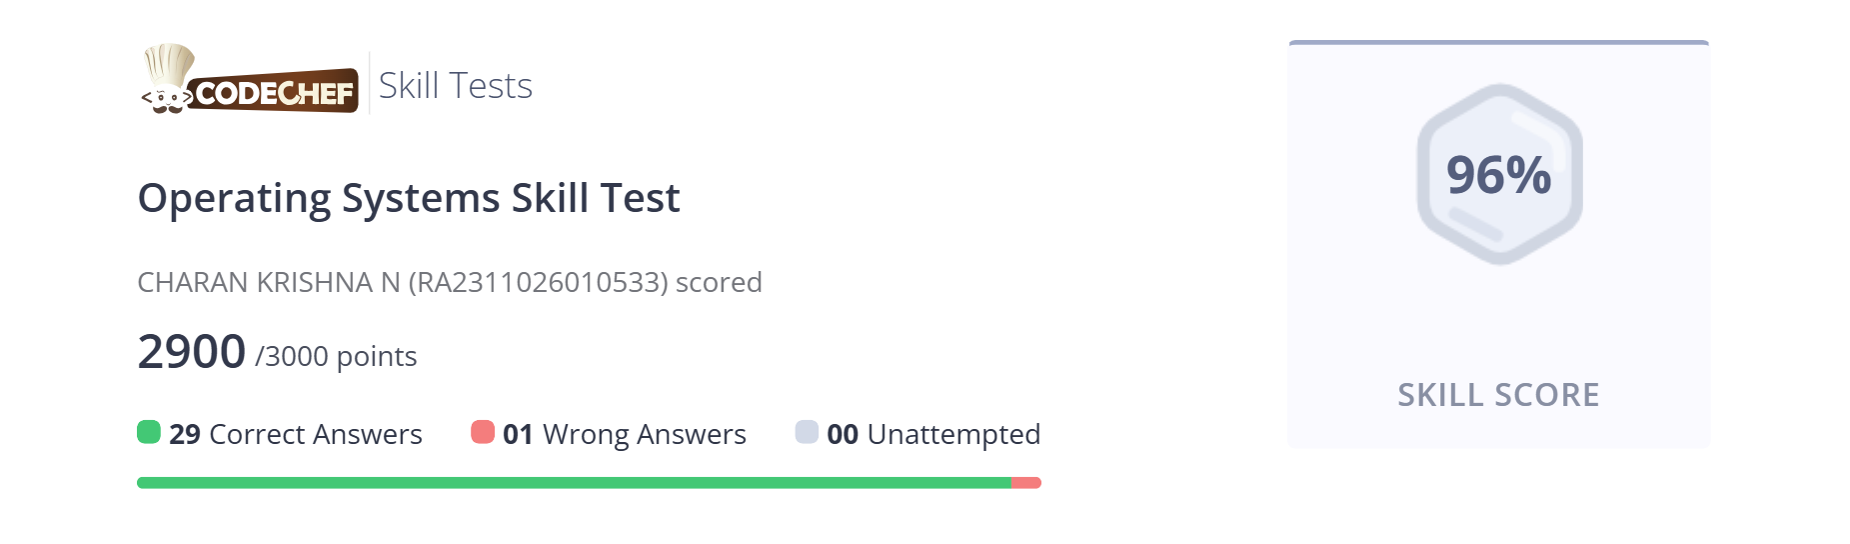 CODECHEF Skill Tests
Operating Systems Skill Test
CHARAN KRISHNA N (RA2311026010533) scored
2900 /3000 points
29 Correct Answers 01 Wrong Answers 00 Unattempted
96%
SKILL SCORE